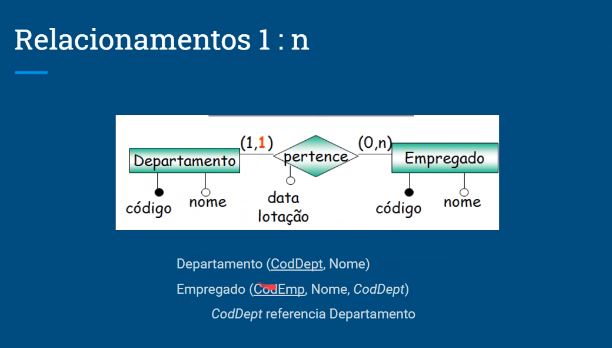 Relacionamentos 1 : n
(1,1) (0,n)
Departamento pertence Empregado
código nome data lotação código nome
Departamento (CodDept, Nome)
Empregado (CodEmp, Nome, CodDept)
CodDept referencia Departamento